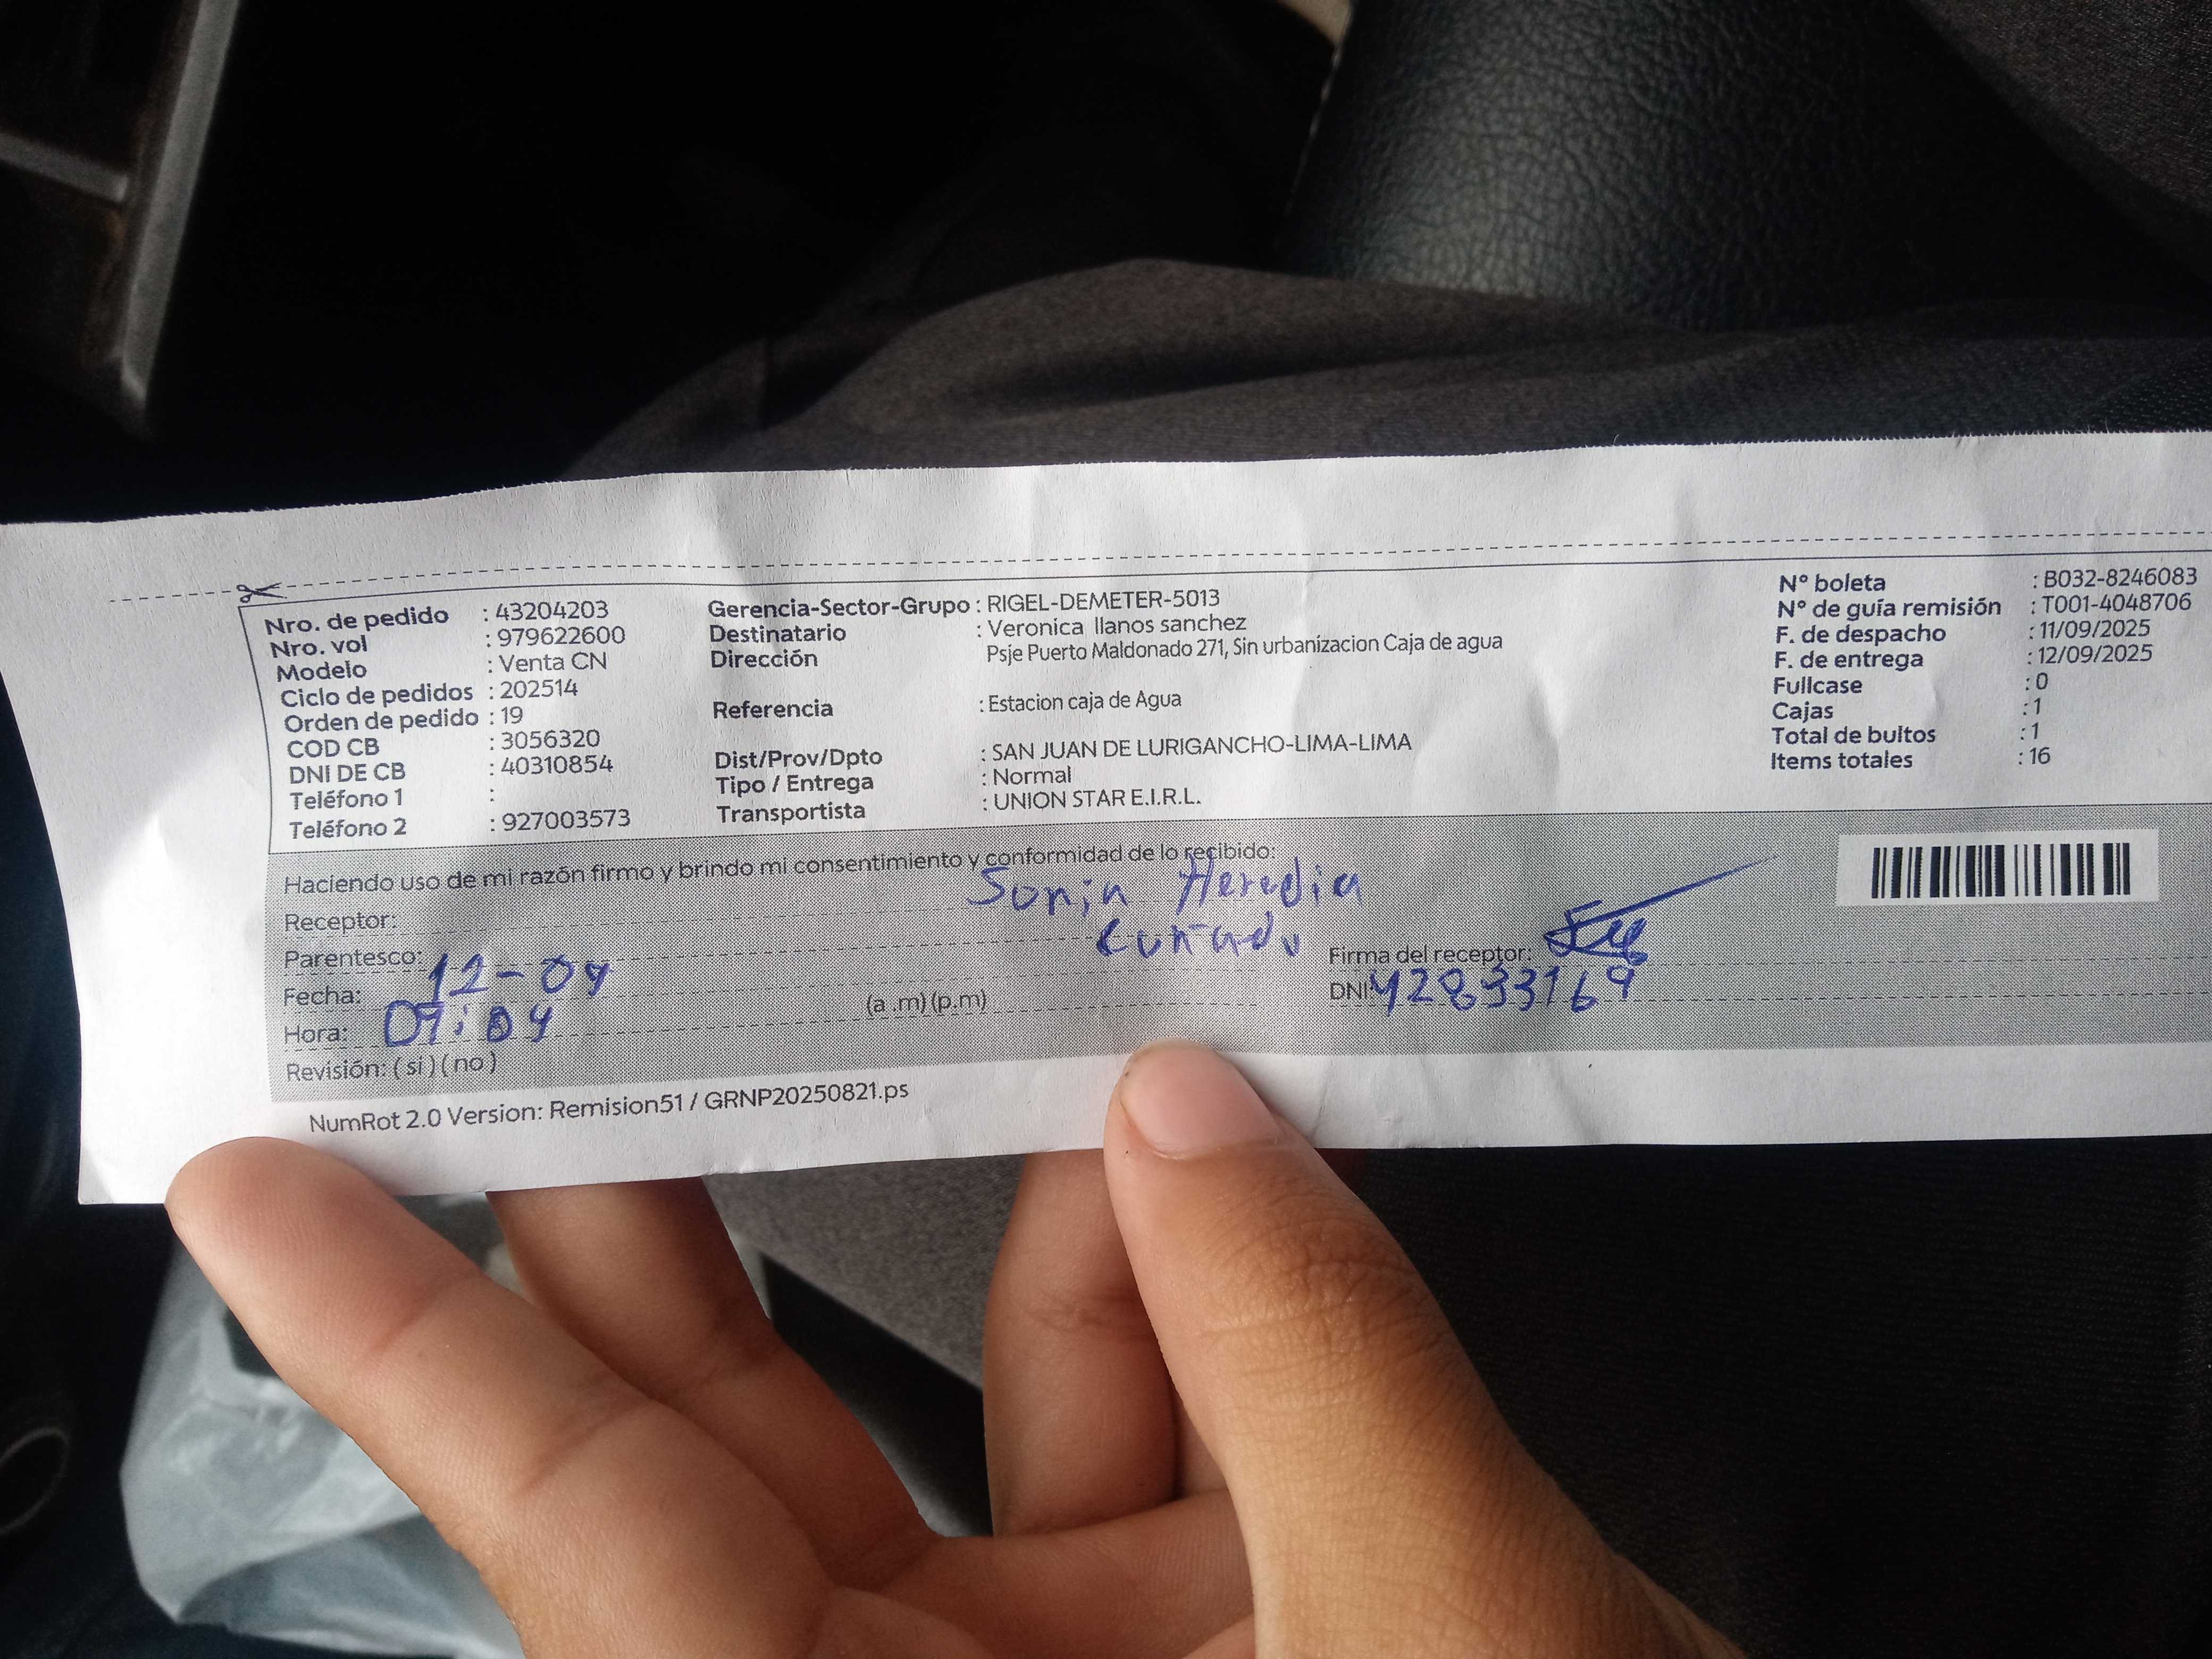 Nro. de pedido : 43204203
Nro. vol : 979622600
Modelo : Venta CN
Ciclo de pedidos : 202514
Orden de pedido : 19
COD CB : 3056320
DNI DE CB : 40310854
Teléfono 1 :
Teléfono 2 : 927003573
Gerencia-Sector-Grupo : RIGEL-DEMETER-5013
Destinatario : Veronica llanos sanchez
Dirección Psje Puerto Maldonado 271, Sin urbanizacion Caja de agua
Referencia : Estacion caja de Agua
Dist/Prov/Dpto : SAN JUAN DE LURIGANCHO-LIMA-LIMA
Tipo / Entrega : Normal
Transportista : UNION STAR E.I.R.L.
N° boleta : B032-8246083
N° de guía remisión : T001-4048706
F. de despacho : 11/09/2025
F. de entrega : 12/09/2025
Fullcase : 0
Cajas : 1
Total de bultos : 1
Items totales : 16
Haciendo uso de mi razón firmo y brindo mi consentimiento y conformidad de lo recibido:
Receptor: Sonia Heredia
Parentesco: Cuñado
Firma del receptor:
Fecha: 12-09
DNI: 42833169
Hora: (a .m) (p.m)
Revisión: ( si ) ( no )
NumRot 2.0 Version: Remision51 / GRNP20250821.ps